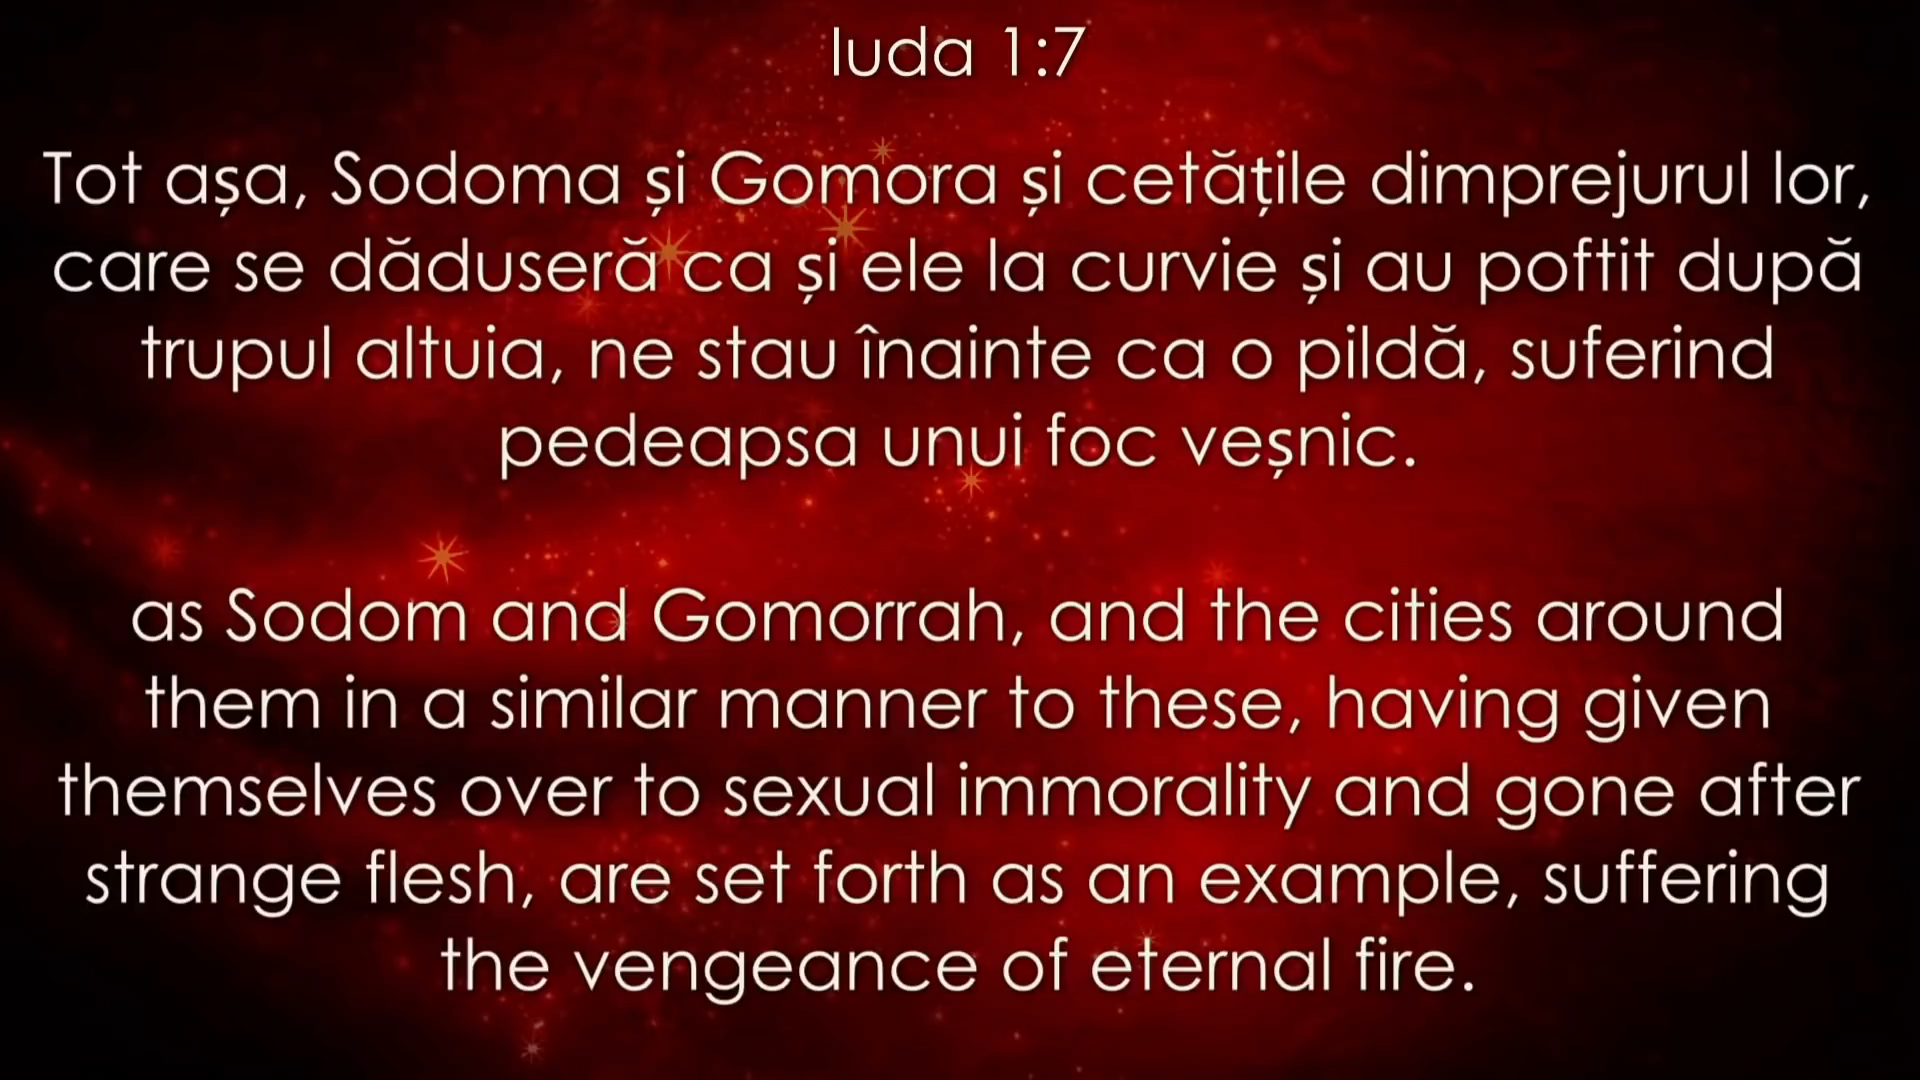 Iuda 1:7
Tot așa, Sodoma și Gomora și cetățile dimprejurul lor,
care se dăduseră ca și ele la curvie și au poftit după
trupul altuia, ne stau înainte ca o pildă, suferind
pedeapsa unui foc veșnic.
as Sodom and Gomorrah, and the cities around
them in a similar manner to these, having given
themselves over to sexual immorality and gone after
strange flesh, are set forth as an example, suffering
the vengeance of eternal fire.